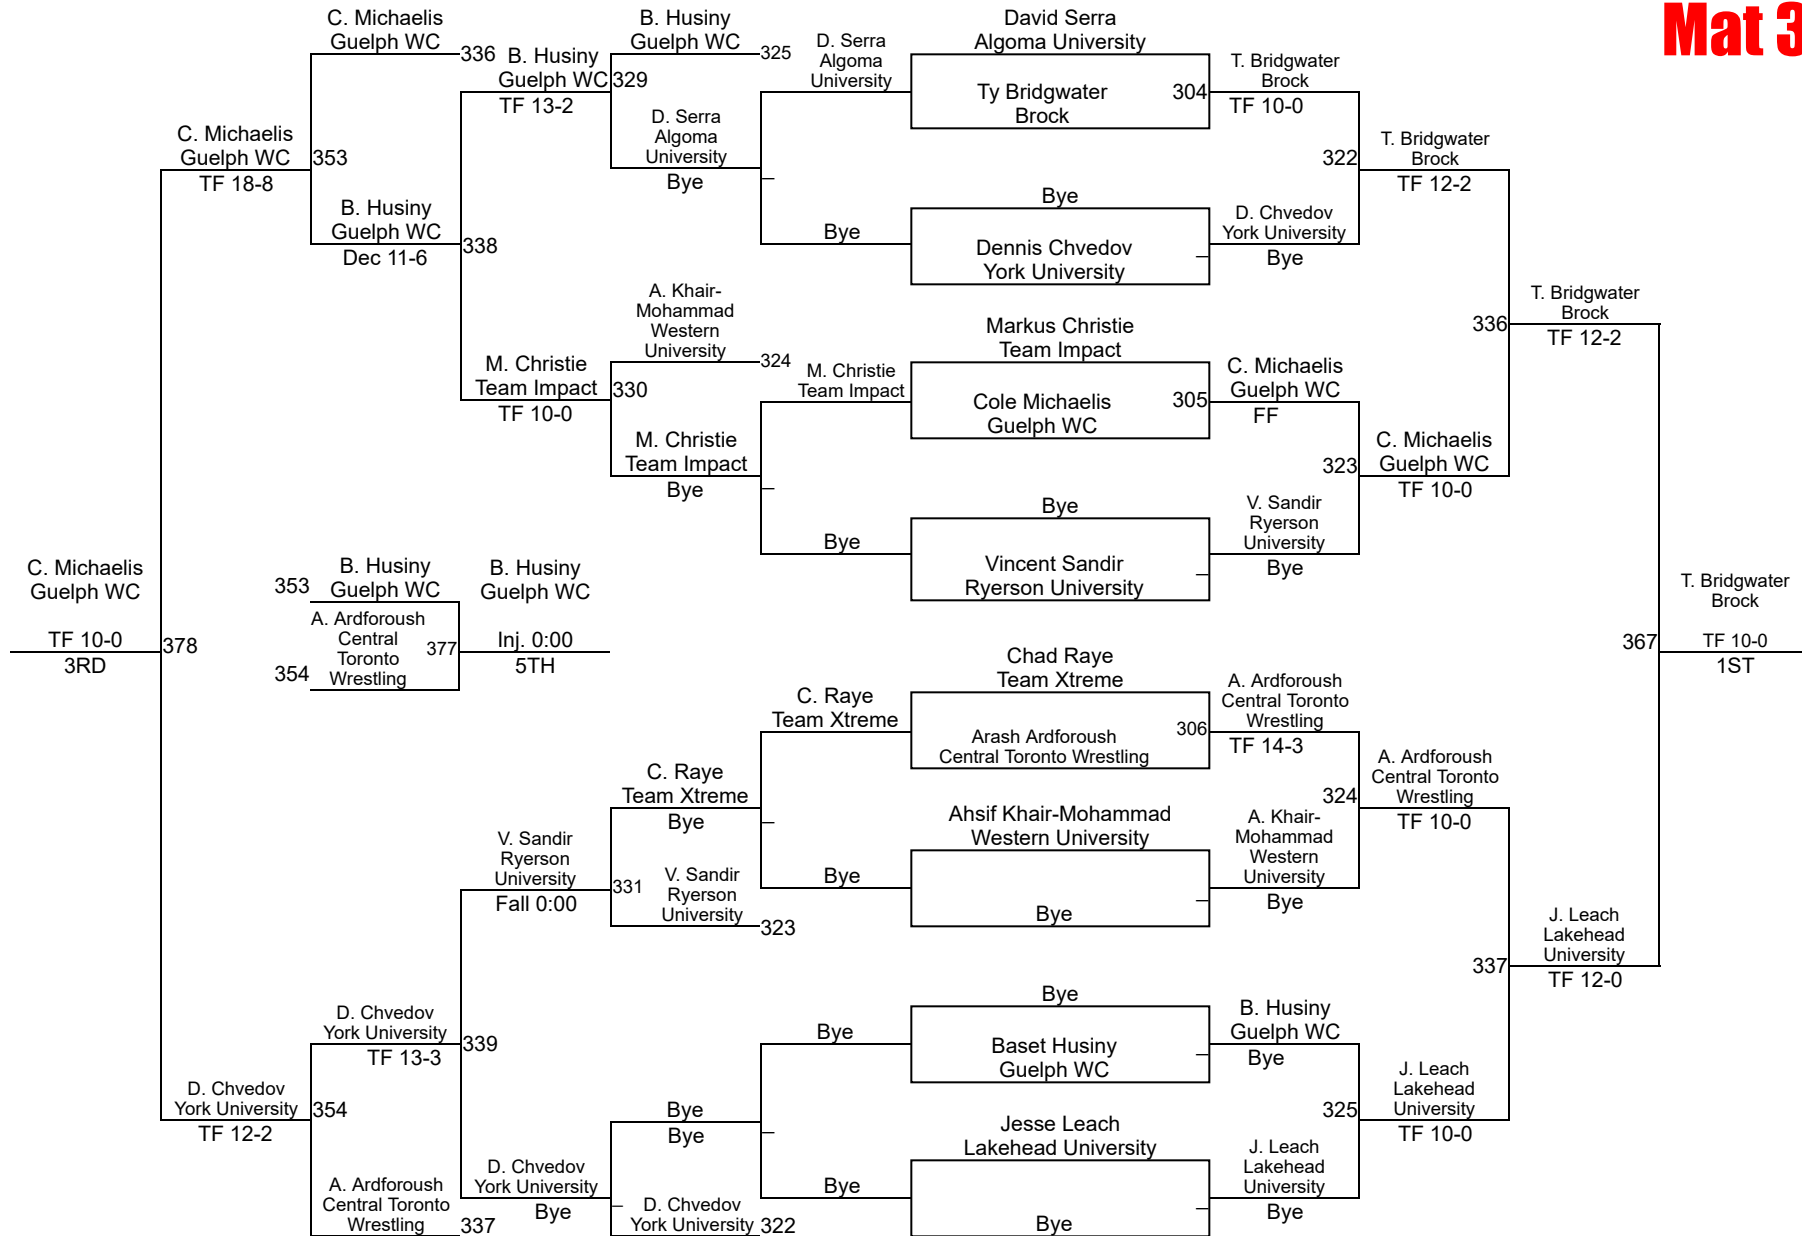 Mat 3
C. Michaelis
Guelph WC
336
B. Husiny
Guelph WC
TF 13-2
329
B. Husiny
Guelph WC
325
D. Serra
Algoma
University
Bye
D. Serra
Algoma
University
David Serra
Algoma University
Ty Bridgwater
Brock
304
T. Bridgwater
Brock
TF 10-0
C. Michaelis
Guelph WC
TF 18-8
353
B. Husiny
Guelph WC
Dec 11-6
338
Bye
Bye
Dennis Chvedov
York University
D. Chvedov
York University
Bye
322
T. Bridgwater
Brock
TF 12-2
A. Khair-
Mohammad
Western
University
324
M. Christie
Team Impact
TF 10-0
330
M. Christie
Team Impact
Bye
M. Christie
Team Impact
Markus Christie
Team Impact
Cole Michaelis
Guelph WC
305
C. Michaelis
Guelph WC
FF
336
T. Bridgwater
Brock
TF 12-2
323
C. Michaelis
Guelph WC
TF 10-0
Bye
Bye
Vincent Sandir
Ryerson University
V. Sandir
Ryerson
University
Bye
C. Michaelis
Guelph WC
TF 10-0
3RD
378
353
B. Husiny
Guelph WC
A. Ardforoush
Central
Toronto
Wrestling
354
377
B. Husiny
Guelph WC
Inj. 0:00
5TH
367
T. Bridgwater
Brock
TF 10-0
1ST
C. Raye
Team Xtreme
Chad Raye
Team Xtreme
Arash Ardforoush
Central Toronto Wrestling
306
A. Ardforoush
Central Toronto
Wrestling
TF 14-3
C. Raye
Team Xtreme
Bye
V. Sandir
Ryerson
University
Fall 0:00
331
V. Sandir
Ryerson
University
323
Bye
Ahsif Khair-Mohammad
Western University
Bye
A. Khair-
Mohammad
Western
University
Bye
324
A. Ardforoush
Central Toronto
Wrestling
TF 10-0
337
J. Leach
Lakehead
University
TF 12-0
D. Chvedov
York University
TF 13-3
339
Bye
Bye
Baset Husiny
Guelph WC
B. Husiny
Guelph WC
Bye
D. Chvedov
York University
TF 12-2
354
Bye
Bye
Jesse Leach
Lakehead University
325
J. Leach
Lakehead
University
TF 10-0
A. Ardforoush
Central Toronto
Wrestling
337
D. Chvedov
York University
Bye
D. Chvedov
York University
322
Bye
Bye
J. Leach
Lakehead
University
Bye